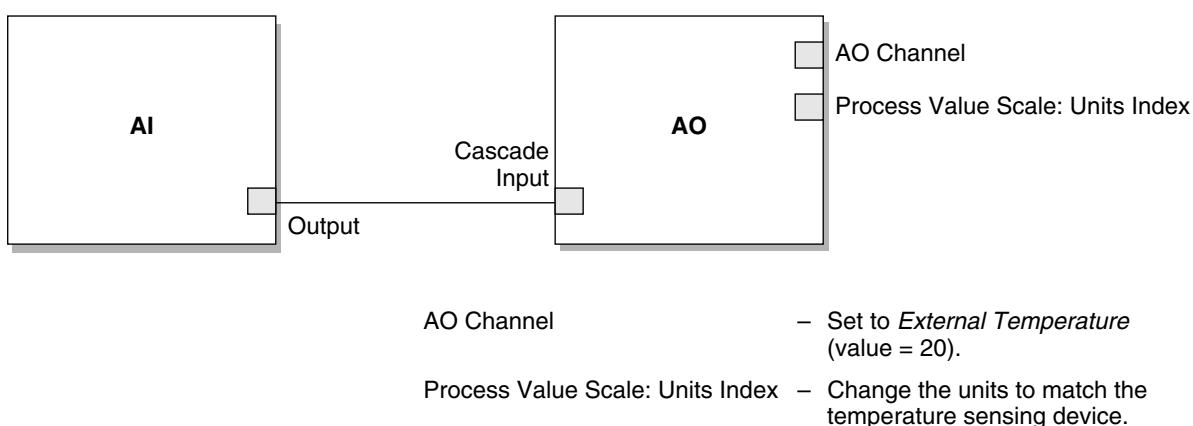 AI
Output
Cascade
Input
AO
AO Channel
Process Value Scale: Units Index
AO Channel – Set to External Temperature
(value = 20).
Process Value Scale: Units Index – Change the units to match the
temperature sensing device.